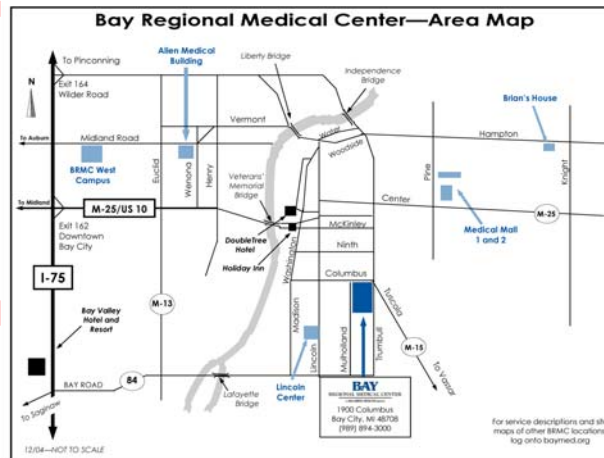 Bay Regional Medical Center—Area Map
To Pinconning
Allen Medical
Building
Liberty Bridge
Independence
Bridge
N
Exit 164
Wilder Road
Brian's House
Vermont
Water
To Auburn
Midland Road
Hampton
Woodside
BRMC West
Campus
Euclid
Wenona
Henry
Veterans'
Memorial
Bridge
Pine
Knight
To Midland
M-25/US 10
Center
M-25
McKinley
Exit 162
Downtown
Bay City
DoubleTree
Hotel
Medical Mall
1 and 2
Holiday Inn
Washington
Ninth
I-75
Columbus
Bay Valley
Hotel and
Resort
M-13
Madison
Lincoln
Mulholland
Trumbull
Tuscola
M-15
To Vassar
BAY ROAD
84
Lafayette
Bridge
Lincoln
Center
To Saginaw
BAY
REGIONAL MEDICAL CENTER
1900 Columbus
Bay City, MI 48708
(989) 894-3000
For service descriptions and sit
maps of other BRMC locations
log onto baymed.org
12/04—NOT TO SCALE